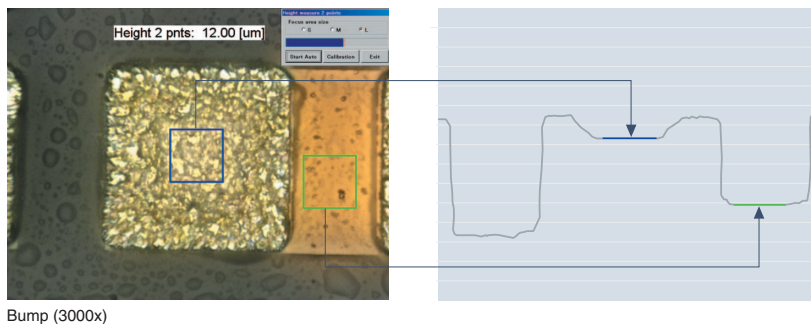 Height measure 2 points
Height 2 pnts: 12.00 [um]
Focus area size
S M L
Start Auto Calibration Exit
Bump (3000x)